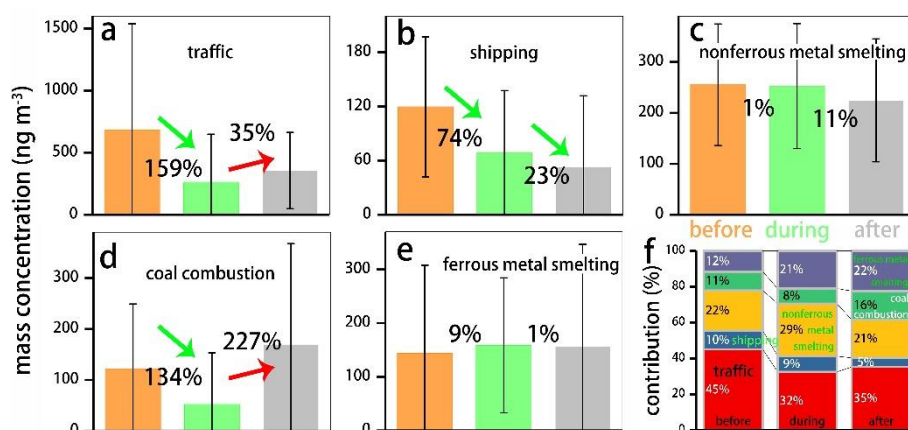 a
traffic
1500
1000
500
0
159%
35%
b
shipping
180
120
60
0
74%
23%
c
nonferrous metal smelting
300
200
100
0
1%
11%
mass concentration (ng m⁻³)
d
coal combustion
300
200
100
0
134%
227%
e
ferrous metal smelting
300
200
100
0
9%
1%
before during after
f
contribution (%)
100
80
60
40
20
0
12%
11%
22%
10% shipping
traffic
45%
before
21%
8%
nonferrous
29% metal
smelting
9%
32%
during
ferrous metal
22%
smelting
coal
16%
combustion
21%
5%
35%
after